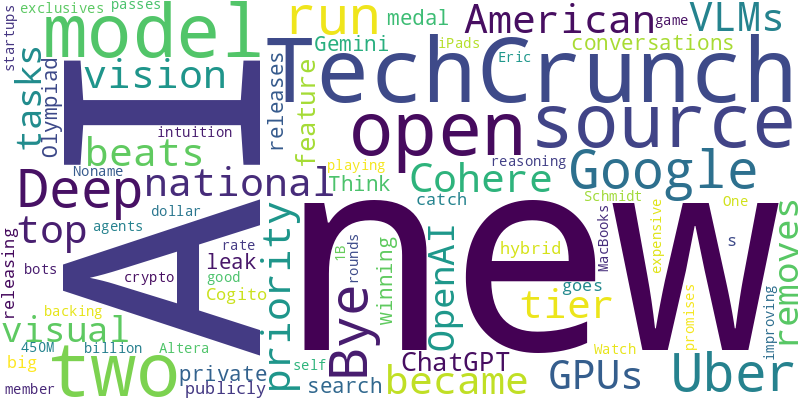 startups
exclusives
passes
model
run
medal
American
game
VLMs
Gemini
iPads
Eric
conversations
TechCrunch
tasks
Olympiad
vision
AI
releases
feature
open
source
intuition
beats
Noname
playing
reasoning
Google
Deep
national
Think
Cohere
Schmidt
One
top
dollar
agents
catch
new
removes
releasing
bots
crypto
rate
leak
good
Cogito
priority
Bye
rounds
1B
winning
OpenAI
hybrid
MacBooks
expensive
s
goes
tier
promises
improving
backing
visual
450M
billion
Altera
big
two
private
publicly
member
self
search
ChatGPT
became
Watch
GPUs
Uber